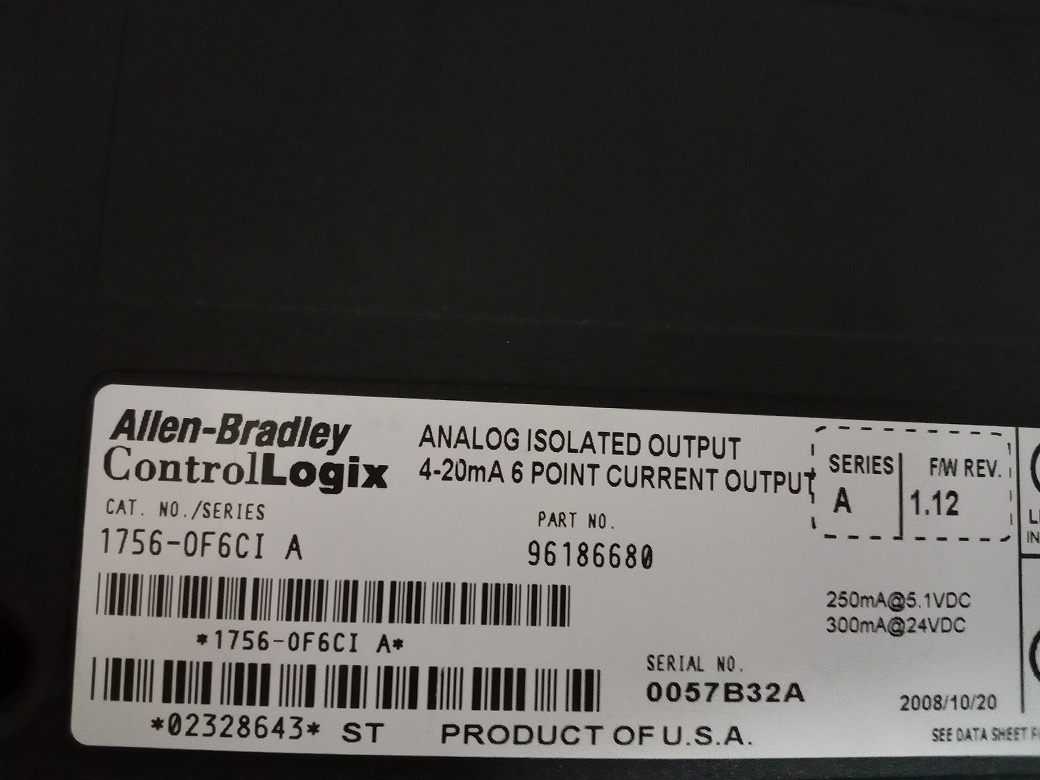 Allen-Bradley
ControlLogix
ANALOG ISOLATED OUTPUT
4-20mA 6 POINT CURRENT OUTPUT
SERIES
A
F/W REV.
1.12
CAT. NO./SERIES
1756-OF6CI A
PART NO.
96186680
*1756-OF6CI A*
250mA@5.1VDC
300mA@24VDC
SERIAL NO.
0057B32A
2008/10/20
*02328643* ST
PRODUCT OF U.S.A.
SEE DATA SHEET